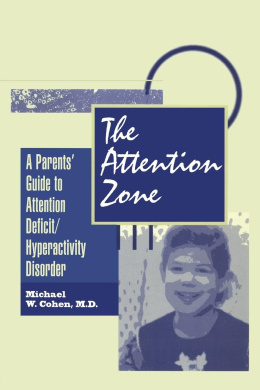 The
Attention
Zone
A Parents'
Guide to
Attention
Deficit/
Hyperactivity
Disorder
Michael
W. Cohen, M.D.